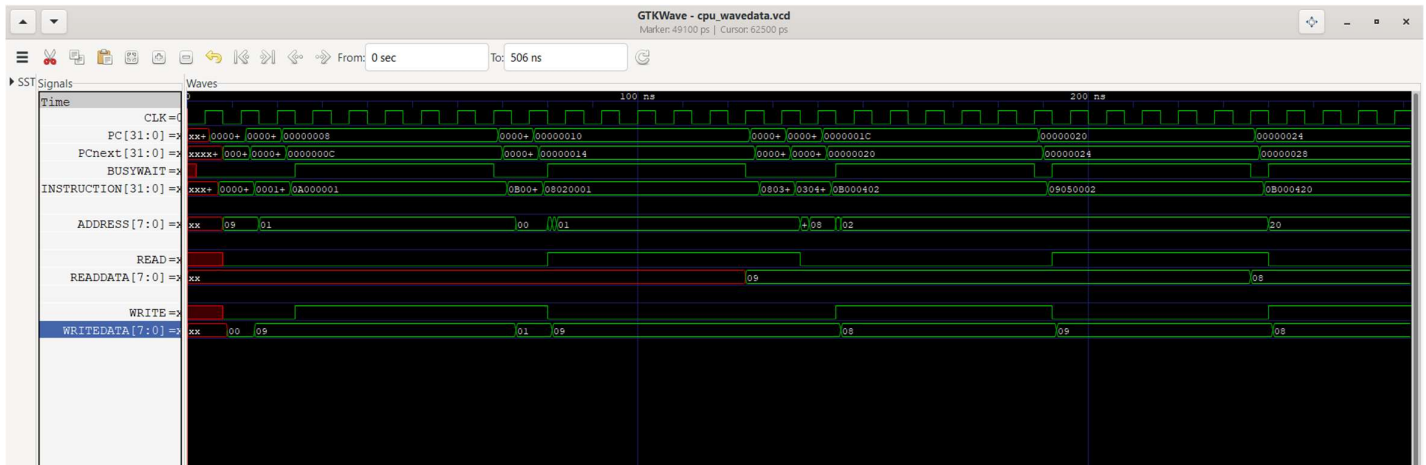 GTKWave - cpu_wavedata.vcd
Marker: 49100 ps | Cursor: 62500 ps
From: 0 sec To: 506 ns
SST Signals Waves
Time 100 ns 200 ns
CLK =0
PC[31:0] =x xx+ 0000+ 0000+ 00000008 0000+ 00000010 0000+ 0000+ 0000001C 00000020 00000024
PCnext[31:0] =x xxxx+ 000+ 0000+ 0000000C 0000+ 00000014 0000+ 0000+ 00000020 00000024 00000028
BUSYWAIT =x
INSTRUCTION[31:0] =x xxx+ 0000+ 0001+ 0A000001 0B00+ 08020001 0803+ 0304+ 0B000402 09050002 0B000420
ADDRESS[7:0] =x xx 09 01 00 01 + 08 02 20
READ =x
READDATA[7:0] =x xx 09 08
WRITE =x
WRITEDATA[7:0] =x xx 00 09 01 09 08 09 08